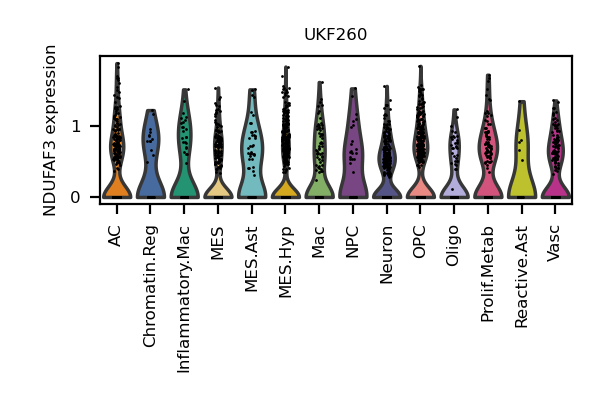 UKF260
NDUFAF3 expression
1
0
AC
Chromatin.Reg
Inflammatory.Mac
MES
MES.Ast
MES.Hyp
Mac
NPC
Neuron
OPC
Oligo
Prolif.Metab
Reactive.Ast
Vasc